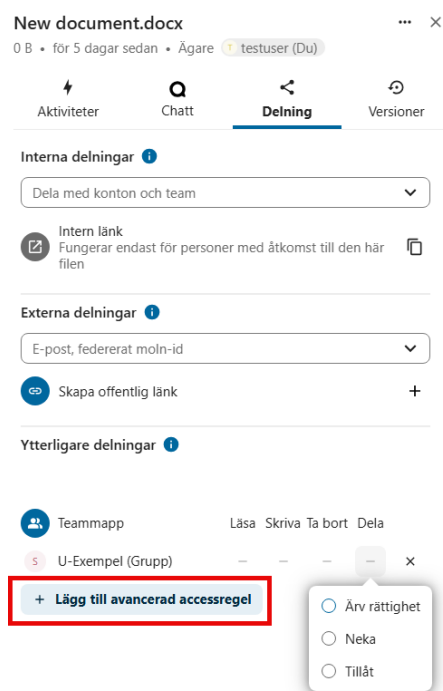 New document.docx
0 B • för 5 dagar sedan • Ägare T testuser (Du)
Aktiviteter Chatt Delning Versioner
Interna delningar
Dela med konton och team
Intern länk
Fungerar endast för personer med åtkomst till den här
filen
Externa delningar
E-post, federerat moln-id
Skapa offentlig länk
Ytterligare delningar
Teammapp Läsa Skriva Ta bort Dela
S U-Exempel (Grupp)
+ Lägg till avancerad accessregel
Ärv rättighet
Neka
Tillåt